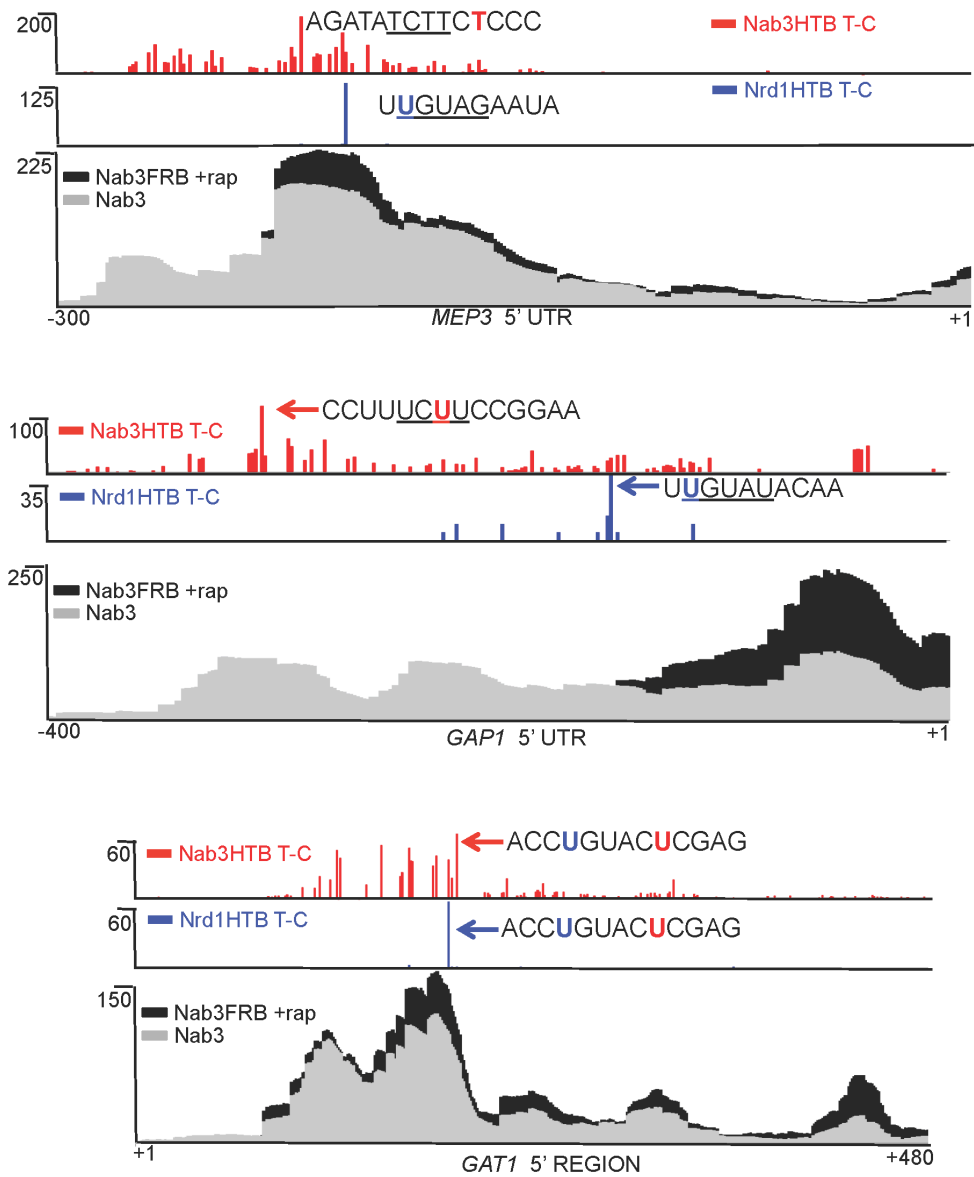 200
AGATATCTTCTCCC
Nab3HTB T-C
125
UUGUAGAAUA
Nrd1HTB T-C
225
Nab3FRB +rap
Nab3
-300
MEP3 5’ UTR
+1
100
Nab3HTB T-C
CCUUUCUUCCGGAA
35
Nrd1HTB T-C
UUGUAUACAA
250
Nab3FRB +rap
Nab3
-400
GAP1 5’ UTR
+1
60
Nab3HTB T-C
ACCUGUACUCGAG
60
Nrd1HTB T-C
ACCUGUACUCGAG
150
Nab3FRB +rap
Nab3
+1
GAT1 5’ REGION
+480